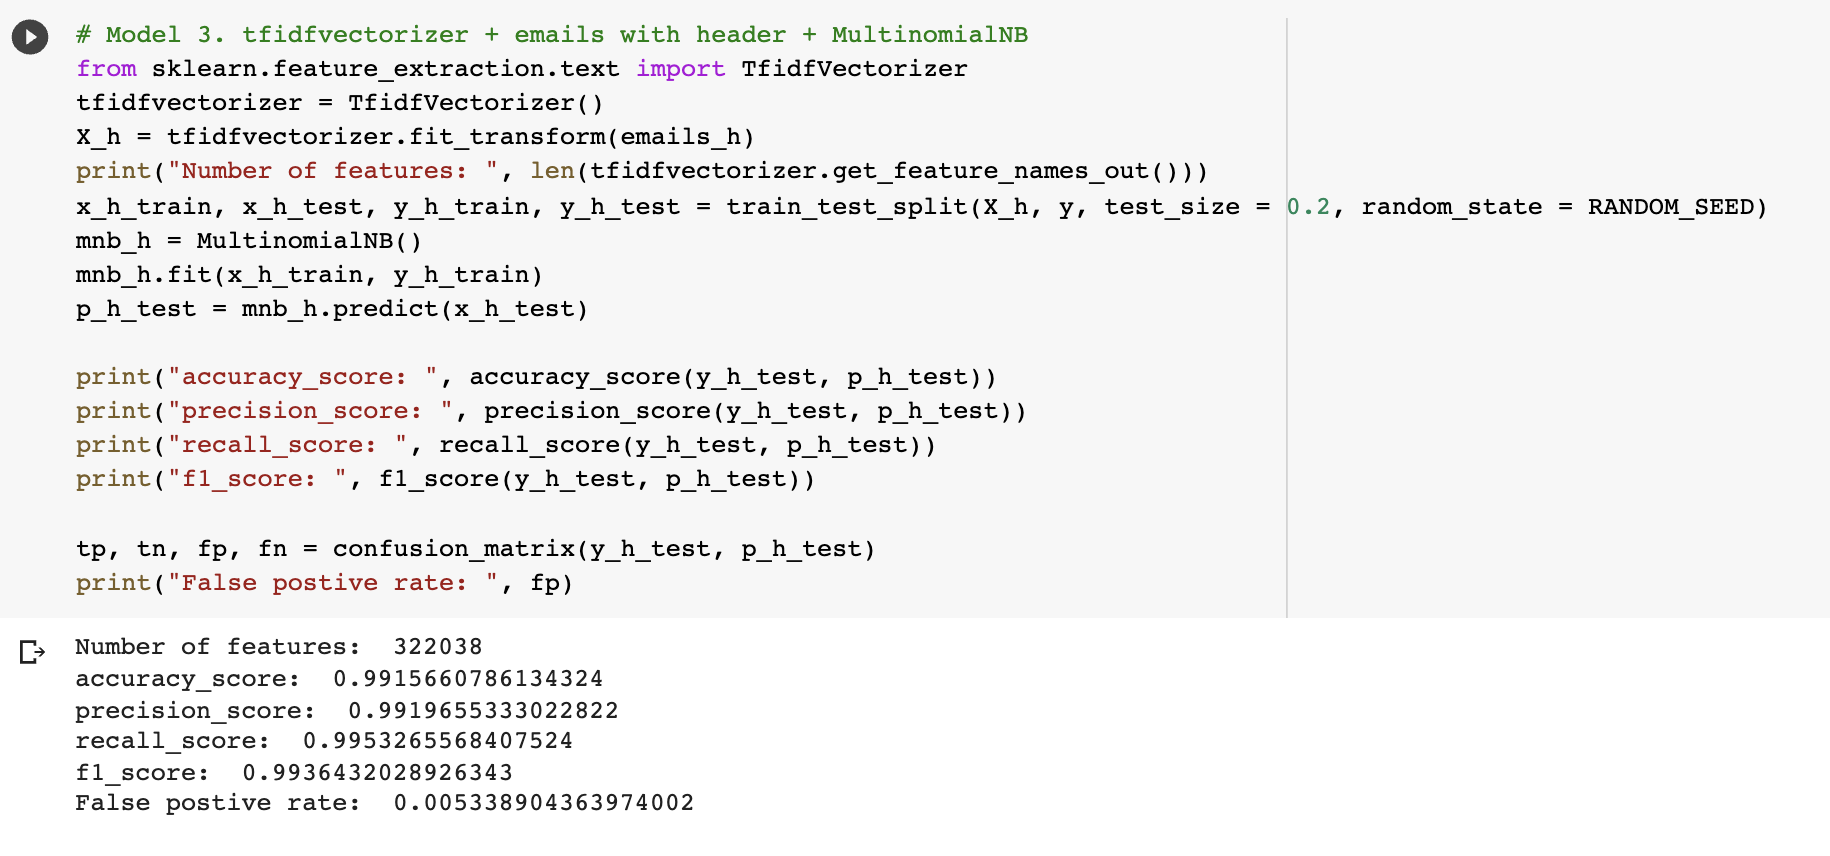 # Model 3. tfidfvectorizer + emails with header + MultinomialNB
from sklearn.feature_extraction.text import TfidfVectorizer
tfidfvectorizer = TfidfVectorizer()
X_h = tfidfvectorizer.fit_transform(emails_h)
print("Number of features: ", len(tfidfvectorizer.get_feature_names_out()))
x_h_train, x_h_test, y_h_train, y_h_test = train_test_split(X_h, y, test_size = 0.2, random_state = RANDOM_SEED)
mnb_h = MultinomialNB()
mnb_h.fit(x_h_train, y_h_train)
p_h_test = mnb_h.predict(x_h_test)
print("accuracy_score: ", accuracy_score(y_h_test, p_h_test))
print("precision_score: ", precision_score(y_h_test, p_h_test))
print("recall_score: ", recall_score(y_h_test, p_h_test))
print("f1_score: ", f1_score(y_h_test, p_h_test))
tp, tn, fp, fn = confusion_matrix(y_h_test, p_h_test)
print("False postive rate: ", fp)
Number of features:  322038
accuracy_score:  0.9915660786134324
precision_score:  0.9919655333022822
recall_score:  0.9953265568407524
f1_score:  0.9936432028926343
False postive rate:  0.005338904363974002